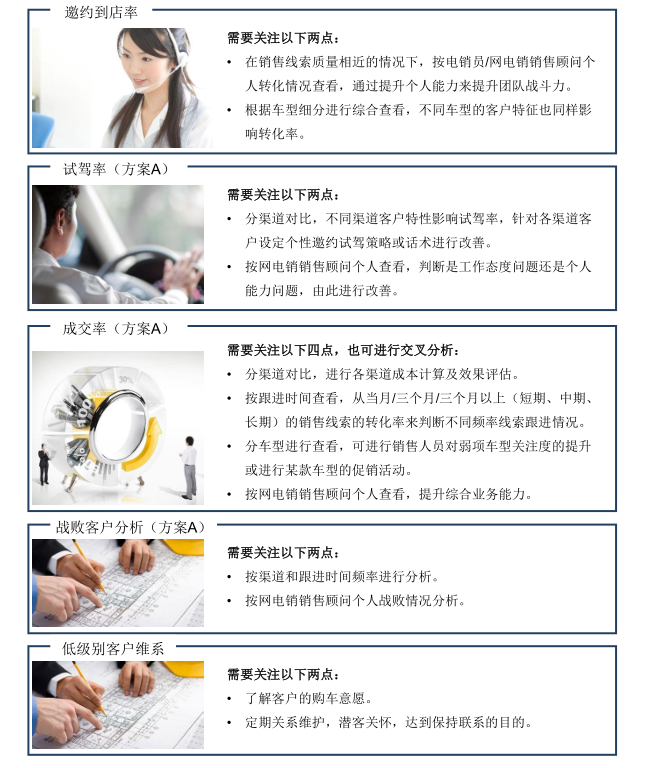 邀约到店率
需要关注以下两点：
• 在销售线索质量相近的情况下，按电销员/网电销销售顾问个
人转化情况查看，通过提升个人能力来提升团队战斗力。
• 根据车型细分进行综合查看，不同车型的客户特征也同样影
响转化率。
试驾率（方案A）
需要关注以下两点：
• 分渠道对比，不同渠道客户特性影响试驾率，针对各渠道客
户设定个性邀约试驾策略或话术进行改善。
• 按网电销销售顾问个人查看，判断是工作态度问题还是个人
能力问题，由此进行改善。
成交率（方案A）
30%
需要关注以下四点，也可进行交叉分析：
• 分渠道对比，进行各渠道成本计算及效果评估。
• 按跟进时间查看，从当月/三个月/三个月以上（短期、中期、
长期）的销售线索的转化率来判断不同频率线索跟进情况。
• 分车型进行查看，可进行销售人员对弱项车型关注度的提升
或进行某款车型的促销活动。
• 按网电销销售顾问个人查看，提升综合业务能力。
战败客户分析（方案A）
需要关注以下两点：
• 按渠道和跟进时间频率进行分析。
• 按网电销销售顾问个人战败情况分析。
低级别客户维系
需要关注以下两点：
• 了解客户的购车意愿。
• 定期关系维护，潜客关怀，达到保持联系的目的。